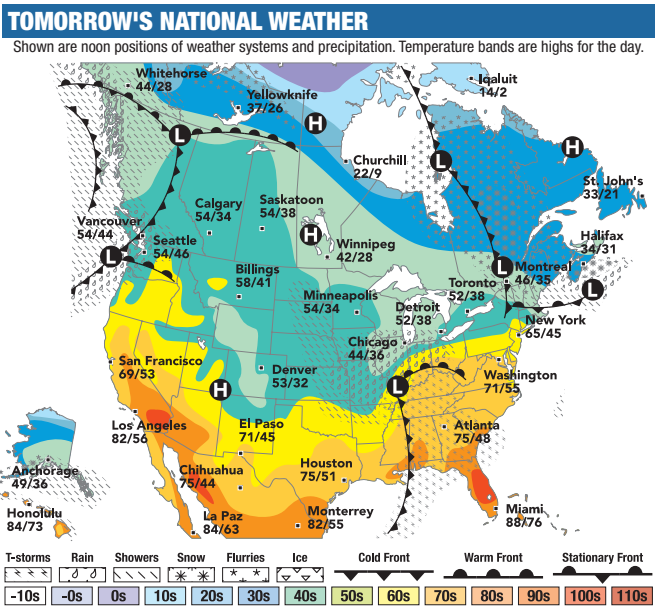 TOMORROW'S NATIONAL WEATHER
Shown are noon positions of weather systems and precipitation. Temperature bands are highs for the day.
Whitehorse
44/28
Yellowknife
37/26
Iqaluit
14/2
H
L
Churchill
22/9
L
H
St. John's
33/21
Calgary
54/34
Saskatoon
54/38
Vancouver
54/44
Seattle
54/46
L
H
Winnipeg
42/28
Halifax
34/31
L
Montreal
46/35
Billings
58/41
Minneapolis
54/34
Toronto
52/38
L
Detroit
52/38
New York
65/45
Chicago
44/36
San Francisco
69/53
Denver
53/32
Washington
71/55
H
L
Los Angeles
82/56
El Paso
71/45
Atlanta
75/48
Anchorage
49/36
Chihuahua
75/44
Houston
75/51
Honolulu
84/73
La Paz
84/63
Monterrey
82/55
Miami
88/76
T-storms Rain Showers Snow Flurries Ice Cold Front Warm Front Stationary Front
-10s -0s 0s 10s 20s 30s 40s 50s 60s 70s 80s 90s 100s 110s